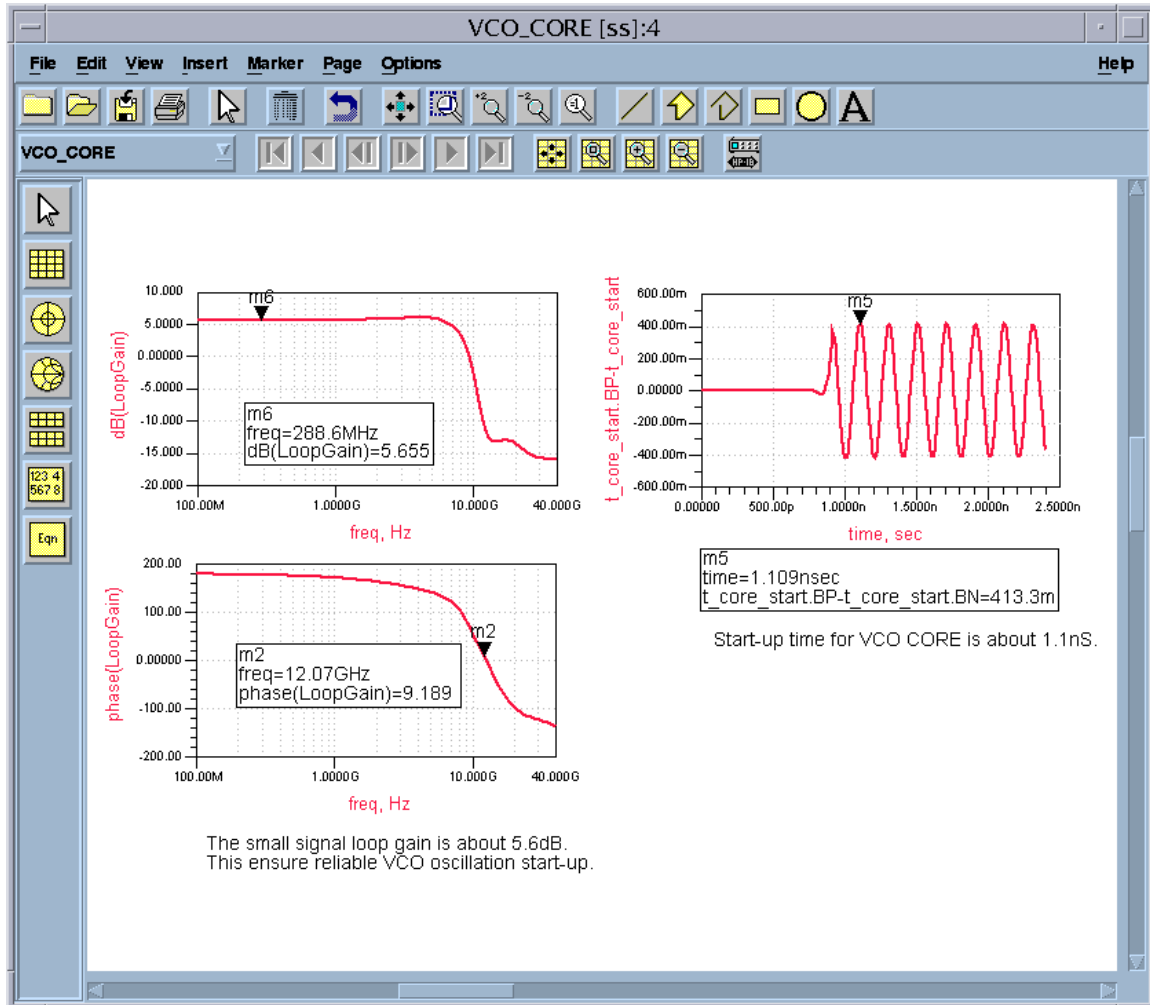 VCO_CORE [ss]:4
File Edit View Insert Marker Page Options Help
+2 -2 1 A
VCO_CORE
HP-IB
123 4
567 8
Eqn
10.000
5.0000
0.00000
-5.0000
-10.000
-15.000
-20.000
dB(LoopGain)
m6
m6
freq=288.6MHz
dB(LoopGain)=5.655
100.00M 1.0000G 10.000G 40.000G
freq, Hz
200.00
100.00
0.00000
-100.00
-200.00
phase(LoopGain)
m2
m2
freq=12.07GHz
phase(LoopGain)=9.189
100.00M 1.0000G 10.000G 40.000G
freq, Hz
The small signal loop gain is about 5.6dB.
This ensure reliable VCO oscillation start-up.
600.00m
400.00m
200.00m
0.00000
-200.00m
-400.00m
-600.00m
t_core_start.BP-t_core_start
m5
0.00000 500.00p 1.0000n 1.5000n 2.0000n 2.5000n
time, sec
m5
time=1.109nsec
t_core_start.BP-t_core_start.BN=413.3m
Start-up time for VCO CORE is about 1.1nS.